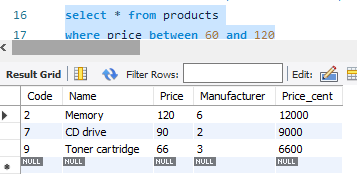 16 select * from products
17 where price between 60 and 120
Result Grid Filter Rows: Edit:
Code Name Price Manufacturer Price_cent
2 Memory 120 6 12000
7 CD drive 90 2 9000
9 Toner cartridge 66 3 6600
NULL NULL NULL NULL NULL